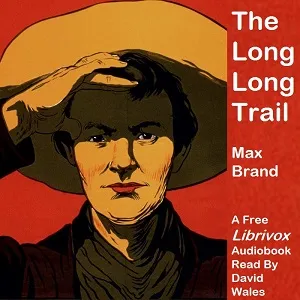 The
Long
Long
Trail
Max
Brand
A Free
Librivox
Audiobook
Read By
David
Wales